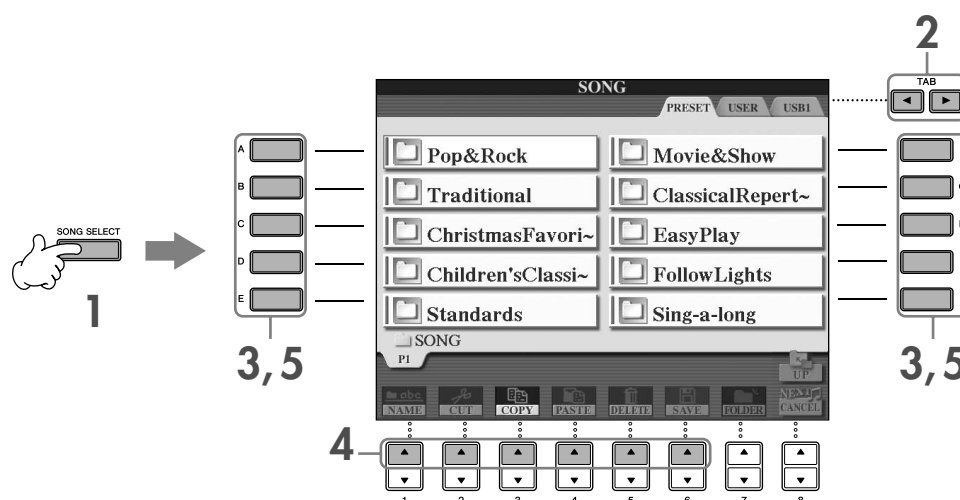 2
TAB
SONG
PRESET USER USB1
A Pop&Rock Movie&Show
B Traditional ClassicalRepert~
C ChristmasFavori~ EasyPlay
SONG SELECT
D Children'sClassi~ FollowLights
E Standards Sing-a-long
1
SONG
P1
3, 5
3, 5
UP
abc
NAME CUT COPY PASTE DELETE SAVE FOLDER NEXT CANCEL
4
1 2 3 4 5 6 7 8